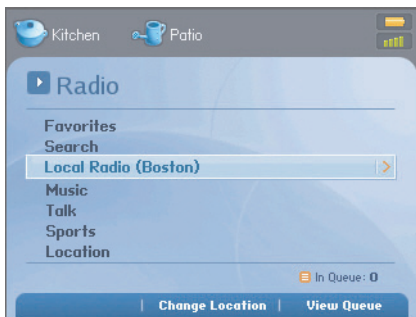 Kitchen Patio
Radio
Favorites
Search
Local Radio (Boston)
Music
Talk
Sports
Location
In Queue: 0
Change Location | View Queue